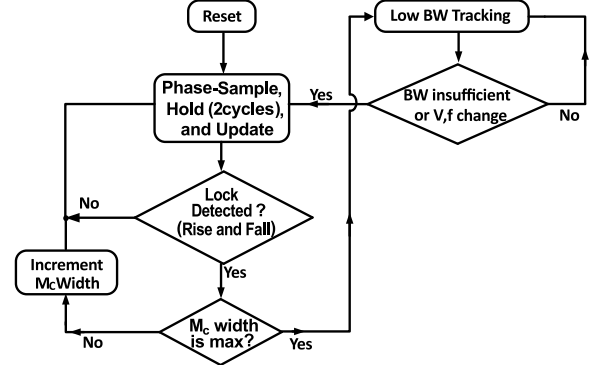 Reset
Low BW Tracking
Phase-Sample,
Hold (2cycles),
and Update
Yes
BW insufficient
or V,f change
No
Lock
Detected ?
(Rise and Fall)
No
Yes
Increment
McWidth
Mc width
is max?
No
Yes